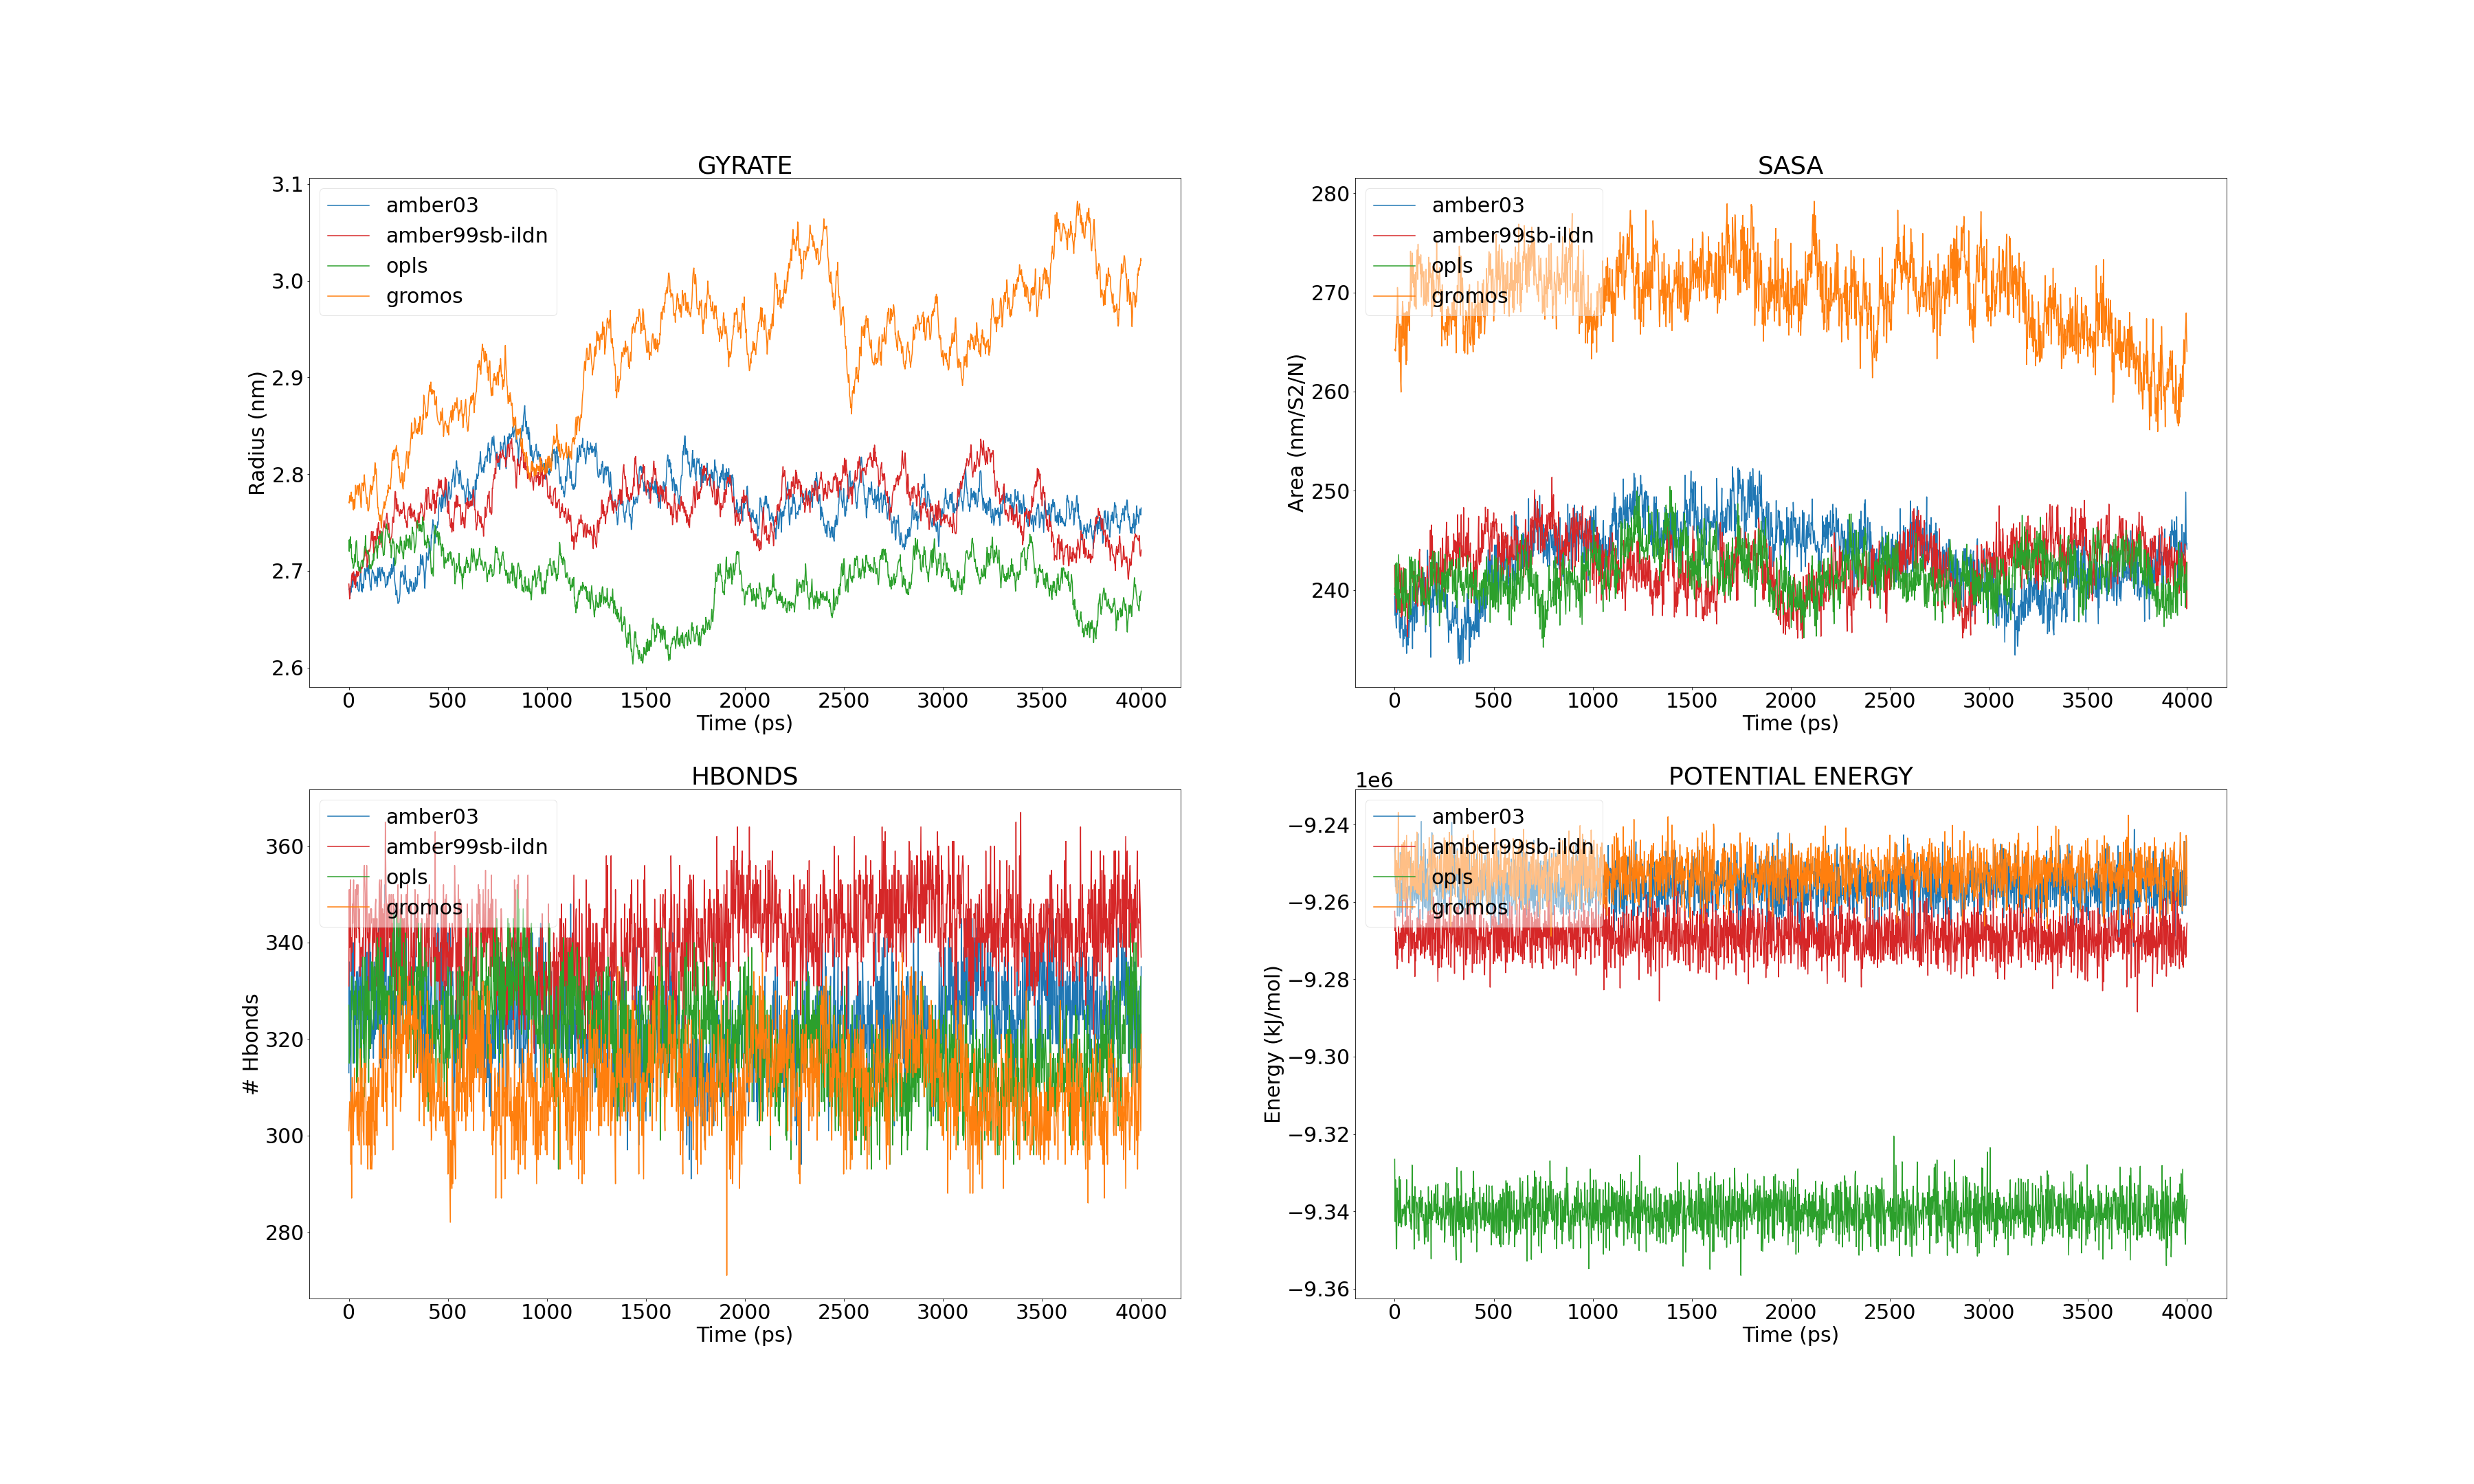 GYRATE
3.1
3.0
2.9
2.8
2.7
2.6
Radius (nm)
amber03
amber99sb-ildn
opls
gromos
0 500 1000 1500 2000 2500 3000 3500 4000
Time (ps)
SASA
280
270
260
250
240
Area (nm/S2/N)
amber03
amber99sb-ildn
opls
gromos
0 500 1000 1500 2000 2500 3000 3500 4000
Time (ps)
HBONDS
360
340
320
300
280
# Hbonds
amber03
amber99sb-ildn
opls
gromos
0 500 1000 1500 2000 2500 3000 3500 4000
Time (ps)
POTENTIAL ENERGY
1e6
−9.24
−9.26
−9.28
−9.30
−9.32
−9.34
−9.36
Energy (kJ/mol)
amber03
amber99sb-ildn
opls
gromos
0 500 1000 1500 2000 2500 3000 3500 4000
Time (ps)